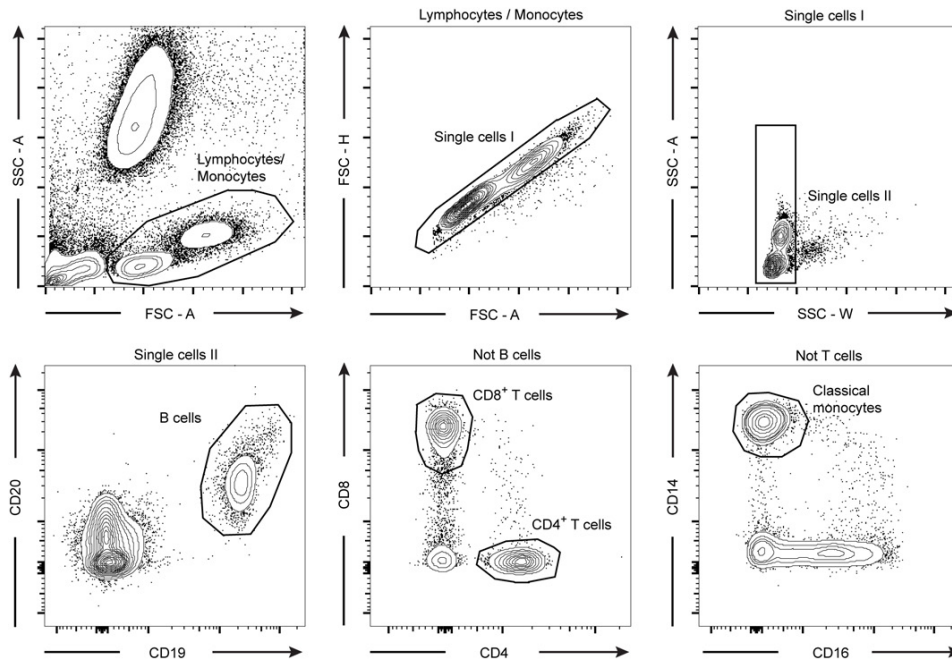 Lymphocytes / Monocytes
Single cells I
SSC - A
Lymphocytes/
Monocytes
FSC - A
FSC - H
Single cells I
FSC - A
SSC - A
Single cells II
SSC - W
Single cells II
Not B cells
Not T cells
CD20
B cells
CD19
CD8
CD8⁺ T cells
CD4⁺ T cells
CD4
CD14
Classical
monocytes
CD16